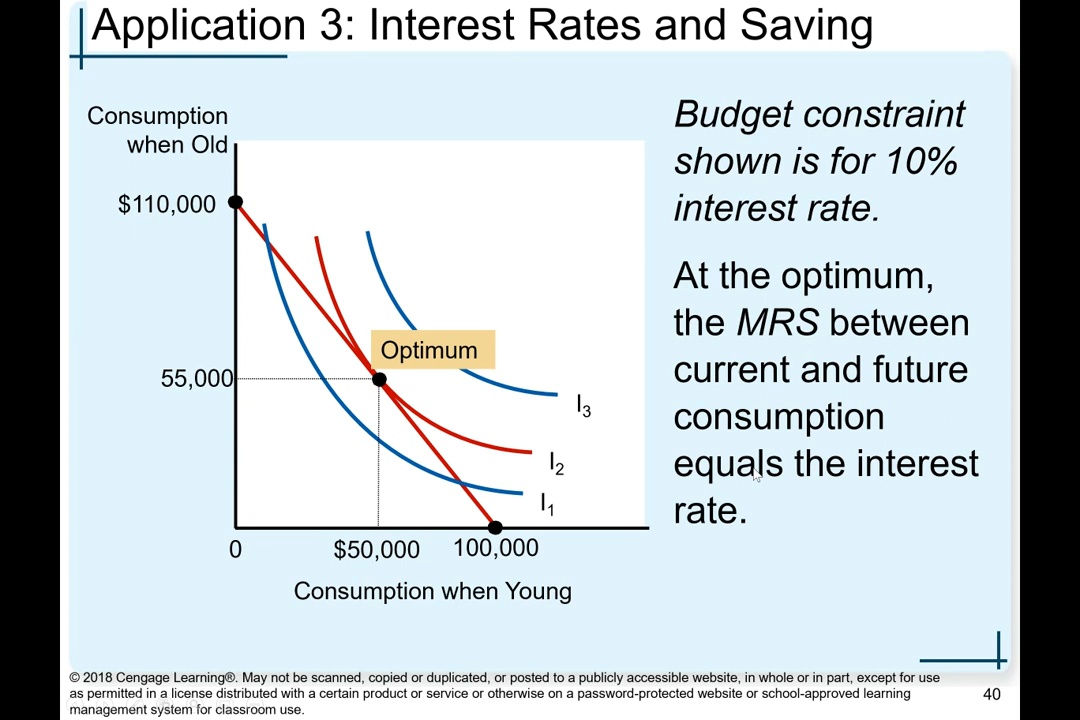 Application 3: Interest Rates and Saving
Consumption
when Old
$110,000
55,000
0
$50,000
100,000
Consumption when Young
Optimum
I3
I2
I1
Budget constraint
shown is for 10%
interest rate.
At the optimum,
the MRS between
current and future
consumption
equals the interest
rate.
© 2018 Cengage Learning®. May not be scanned, copied or duplicated, or posted to a publicly accessible website, in whole or in part, except for use
as permitted in a license distributed with a certain product or service or otherwise on a password-protected website or school-approved learning
management system for classroom use.
40